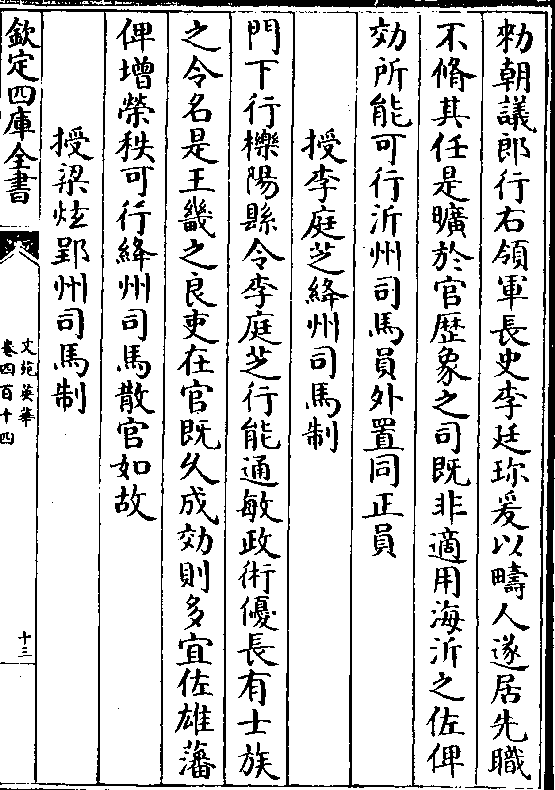 勑朝議郎行右領軍長史李廷珎爰以疇人遂居先職
不脩其任是曠於官歴象之司既非適用海沂之佐俾
効所能可行沂州司馬員外置同正員
授李庭芝絳州司馬制
門下行櫟陽縣令李庭芝行能通敏政術優長有士族
之令名是王畿之良吏在官既久成効則多宜佐雄藩
俾增榮秩可行絳州司馬散官如故
授梁炫郢州司馬制
欽定四庫全書
文苑英華
卷四百十四
十三